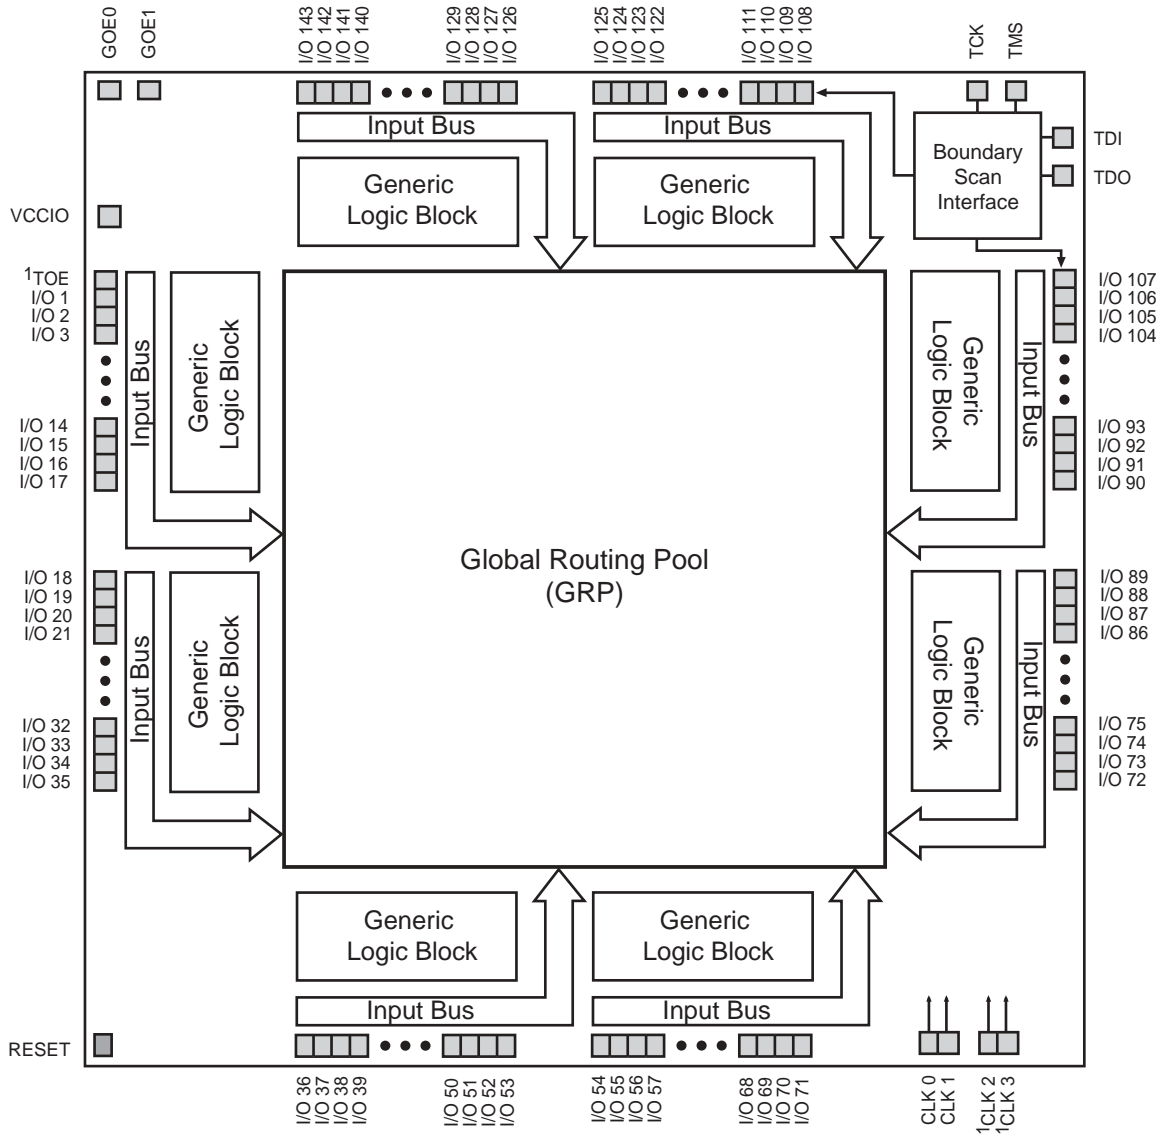 GOE0
GOE1
I/O 143
I/O 142
I/O 141
I/O 140
I/O 129
I/O 128
I/O 127
I/O 126
I/O 125
I/O 124
I/O 123
I/O 122
I/O 111
I/O 110
I/O 109
I/O 108
TCK
TMS
Input Bus
Input Bus
TDI
TDO
Boundary
Scan
Interface
Generic
Logic Block
Generic
Logic Block
VCCIO
1TOE
I/O 1
I/O 2
I/O 3
I/O 14
I/O 15
I/O 16
I/O 17
Input Bus
Generic
Logic Block
Generic
Logic Block
Input Bus
I/O 107
I/O 106
I/O 105
I/O 104
I/O 93
I/O 92
I/O 91
I/O 90
Global Routing Pool
(GRP)
I/O 18
I/O 19
I/O 20
I/O 21
I/O 32
I/O 33
I/O 34
I/O 35
Input Bus
Generic
Logic Block
Generic
Logic Block
Input Bus
I/O 89
I/O 88
I/O 87
I/O 86
I/O 75
I/O 74
I/O 73
I/O 72
Generic
Logic Block
Generic
Logic Block
Input Bus
Input Bus
RESET
I/O 36
I/O 37
I/O 38
I/O 39
I/O 50
I/O 51
I/O 52
I/O 53
I/O 54
I/O 55
I/O 56
I/O 57
I/O 68
I/O 69
I/O 70
I/O 71
CLK 0
CLK 1
1CLK 2
1CLK 3